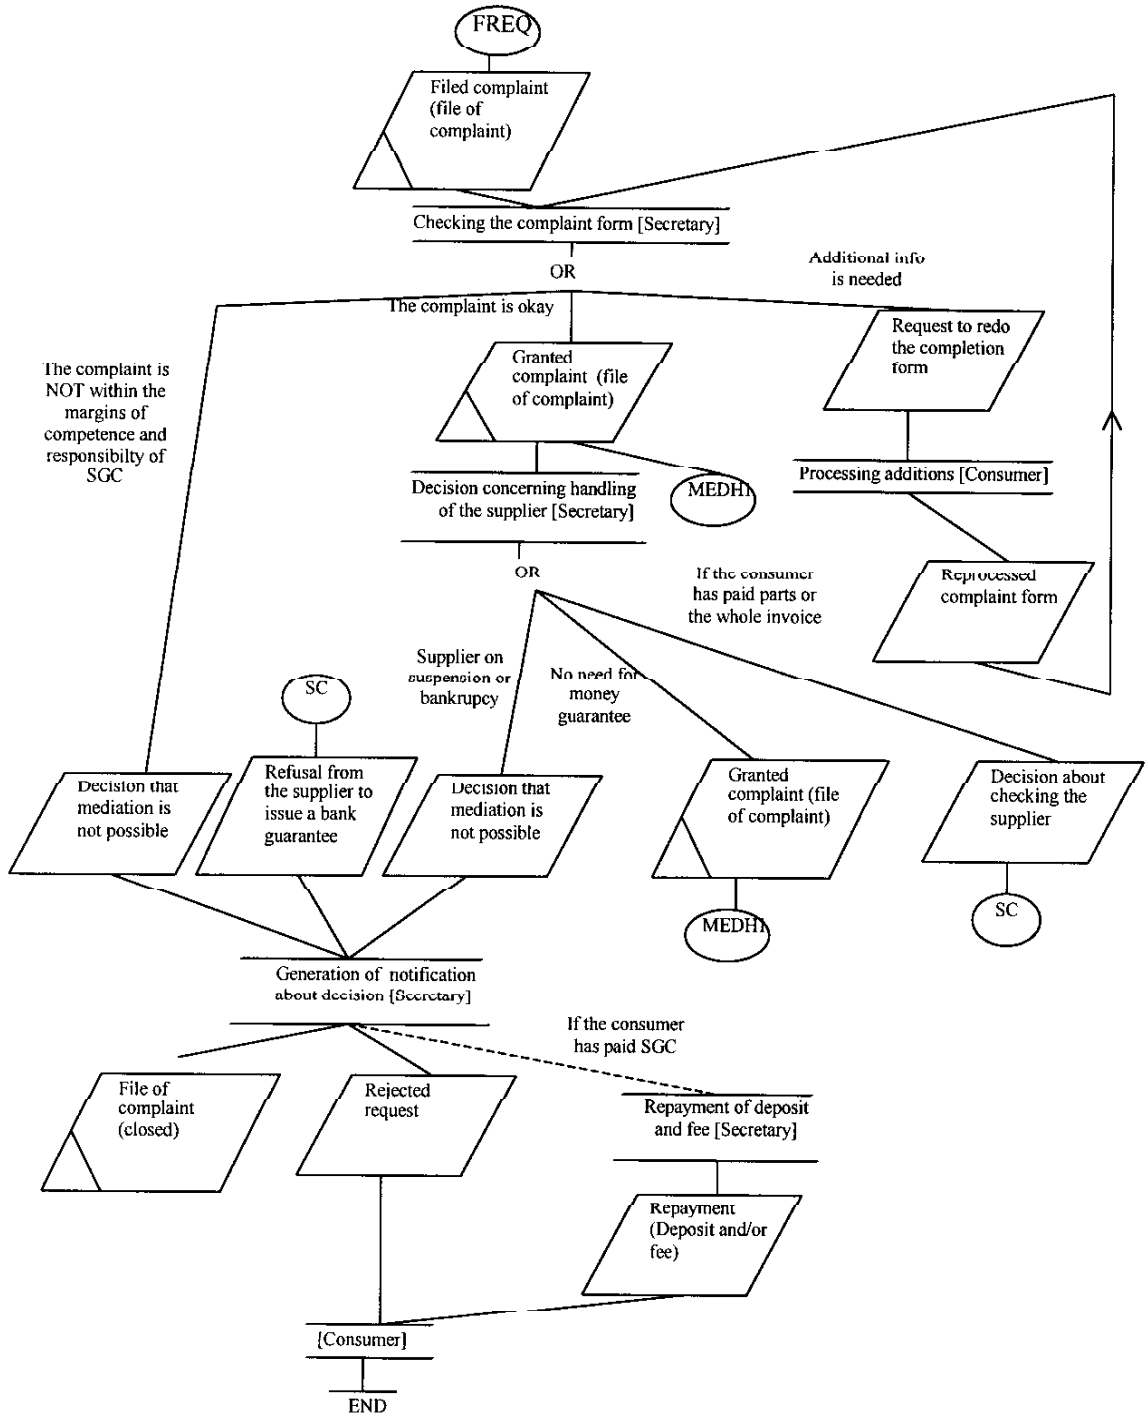 FREQ
Filed complaint
(file of
complaint)
Checking the complaint form [Secretary]
OR
Additional info
is needed
The complaint is okay
Request to redo
the completion
form
The complaint is
NOT within the
margins of
competence and
responsibilty of
SGC
Granted
complaint (file
of complaint)
Processing additions [Consumer]
Decision concerning handling
of the supplier [Secretary]
MEDHI
OR
If the consumer
has paid parts or
the whole invoice
Reprocessed
complaint form
Supplier on
suspension or
bankrupcy
No need for
money
guarantee
SC
Decision that
mediation is
not possible
Refusal from
the supplier to
issue a bank
guarantee
Decision that
mediation is
not possible
Granted
complaint (file
of complaint)
Decision about
checking the
supplier
MEDHI
SC
Generation of notification
about decision [Secretary]
If the consumer
has paid SGC
File of
complaint
(closed)
Rejected
request
Repayment of deposit
and fee [Secretary]
Repayment
(Deposit and/or
fee)
[Consumer]
END